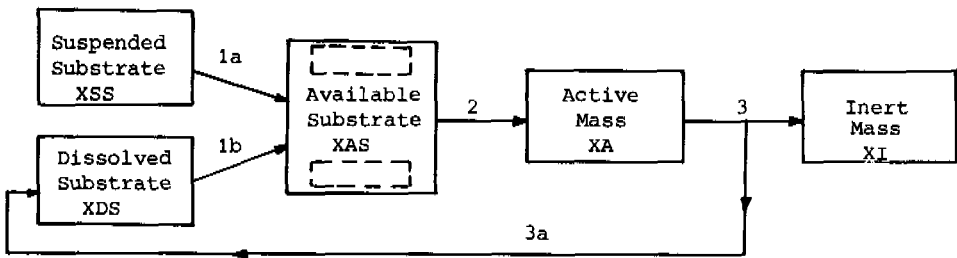 Suspended
Substrate
XSS
1a
Dissolved
Substrate
XDS
1b
Available
Substrate
XAS
2
Active
Mass
XA
3
Inert
Mass
XI
3a